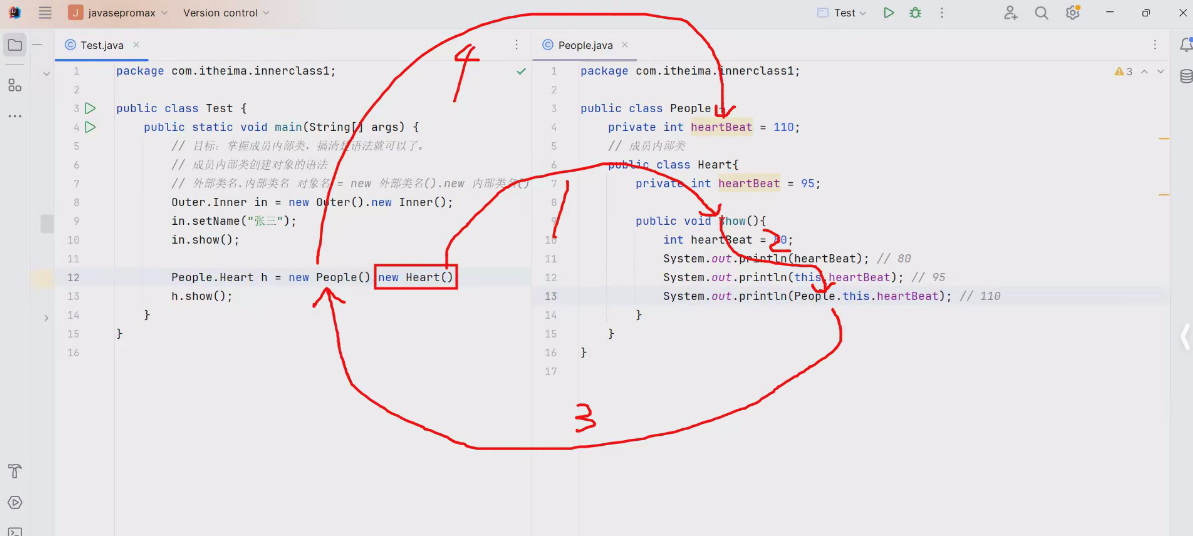 javasepromax Version control Test
Test.java People.java
1 package com.itheima.innerclass1;
2
3 public class Test {
4 public static void main(String[] args) {
5 // 目标：掌握成员内部类，搞清楚语法就可以了。
6 // 成员内部类创建对象的语法
7 // 外部类名.内部类名 对象名 = new 外部类名().new 内部类名()
8 Outer.Inner in = new Outer().new Inner();
9 in.setName("张三");
10 in.show();
11
12 People.Heart h = new People().new Heart()
13 h.show();
14 }
15 }
16
1 package com.itheima.innerclass1;
2
3 public class People {
4 private int heartBeat = 110;
5 // 成员内部类
6 public class Heart{
7 private int heartBeat = 95;
8
9 public void show(){
10 int heartBeat = 80;
11 System.out.println(heartBeat); // 80
12 System.out.println(this.heartBeat); // 95
13 System.out.println(People.this.heartBeat); // 110
14 }
15 }
16 }
17
3
4
1
2
3